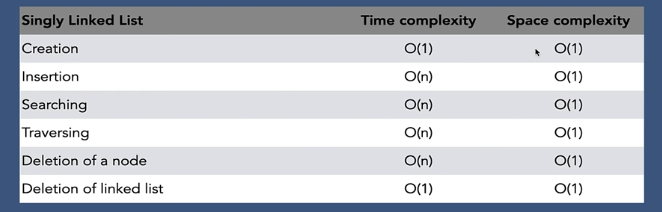 Singly Linked List Time complexity Space complexity
Creation O(1) O(1)
Insertion O(n) O(1)
Searching O(n) O(1)
Traversing O(n) O(1)
Deletion of a node O(n) O(1)
Deletion of linked list O(1) O(1)